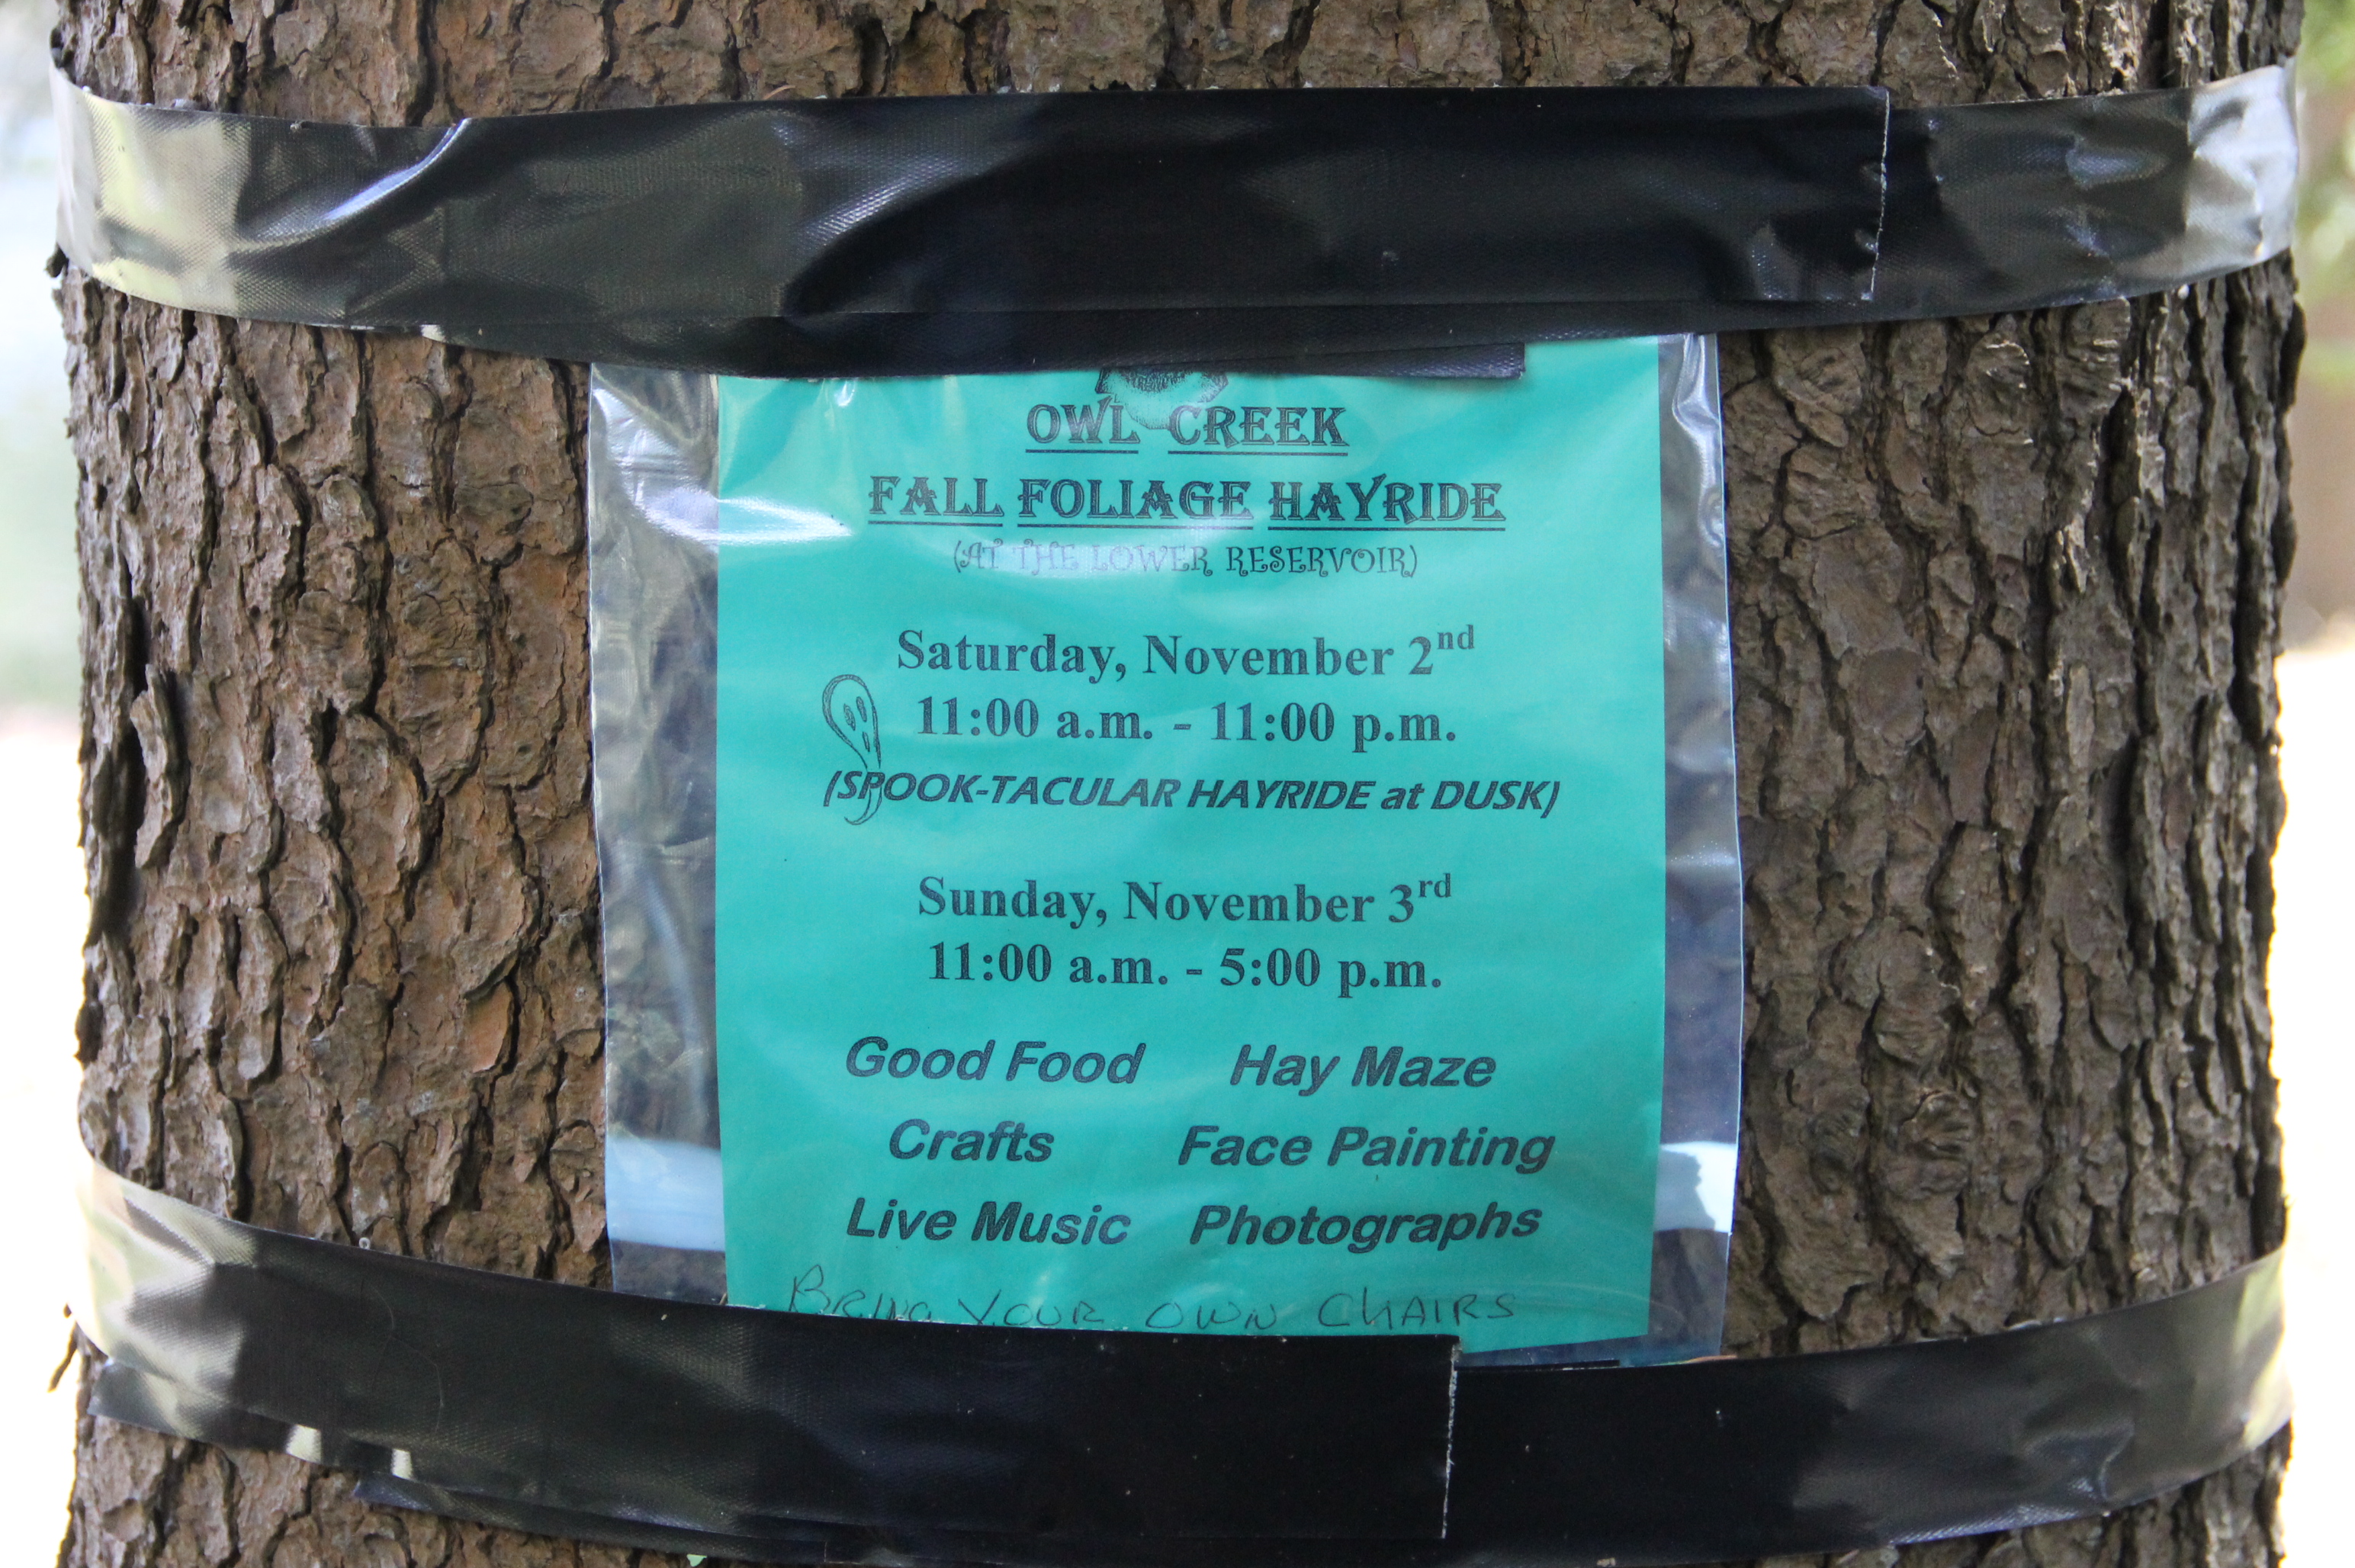 OWL CREEK
FALL FOLIAGE HAYRIDE
(AT THE LOWER RESERVOIR)
Saturday, November 2nd
11:00 a.m. - 11:00 p.m.
(SPOOK-TACULAR HAYRIDE at DUSK)
Sunday, November 3rd
11:00 a.m. - 5:00 p.m.
Good Food Hay Maze
Crafts Face Painting
Live Music Photographs
BRING YOUR OWN CHAIRS